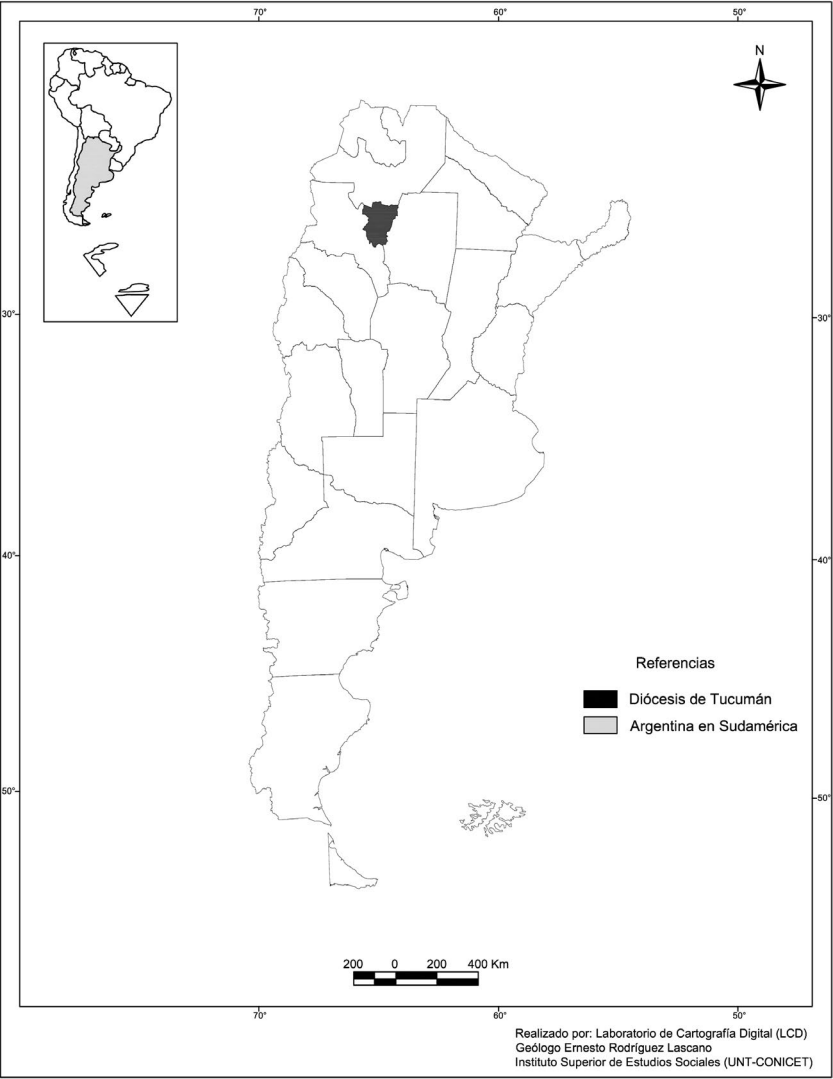 70°
60°
50°
N
30°
30°
40°
40°
Referencias
Diócesis de Tucumán
Argentina en Sudamérica
50°
50°
200 0 200 400 Km
70°
60°
50°
Realizado por: Laboratorio de Cartografía Digital (LCD)
Geólogo Ernesto Rodríguez Lascano
Instituto Superior de Estudios Sociales (UNT-CONICET)